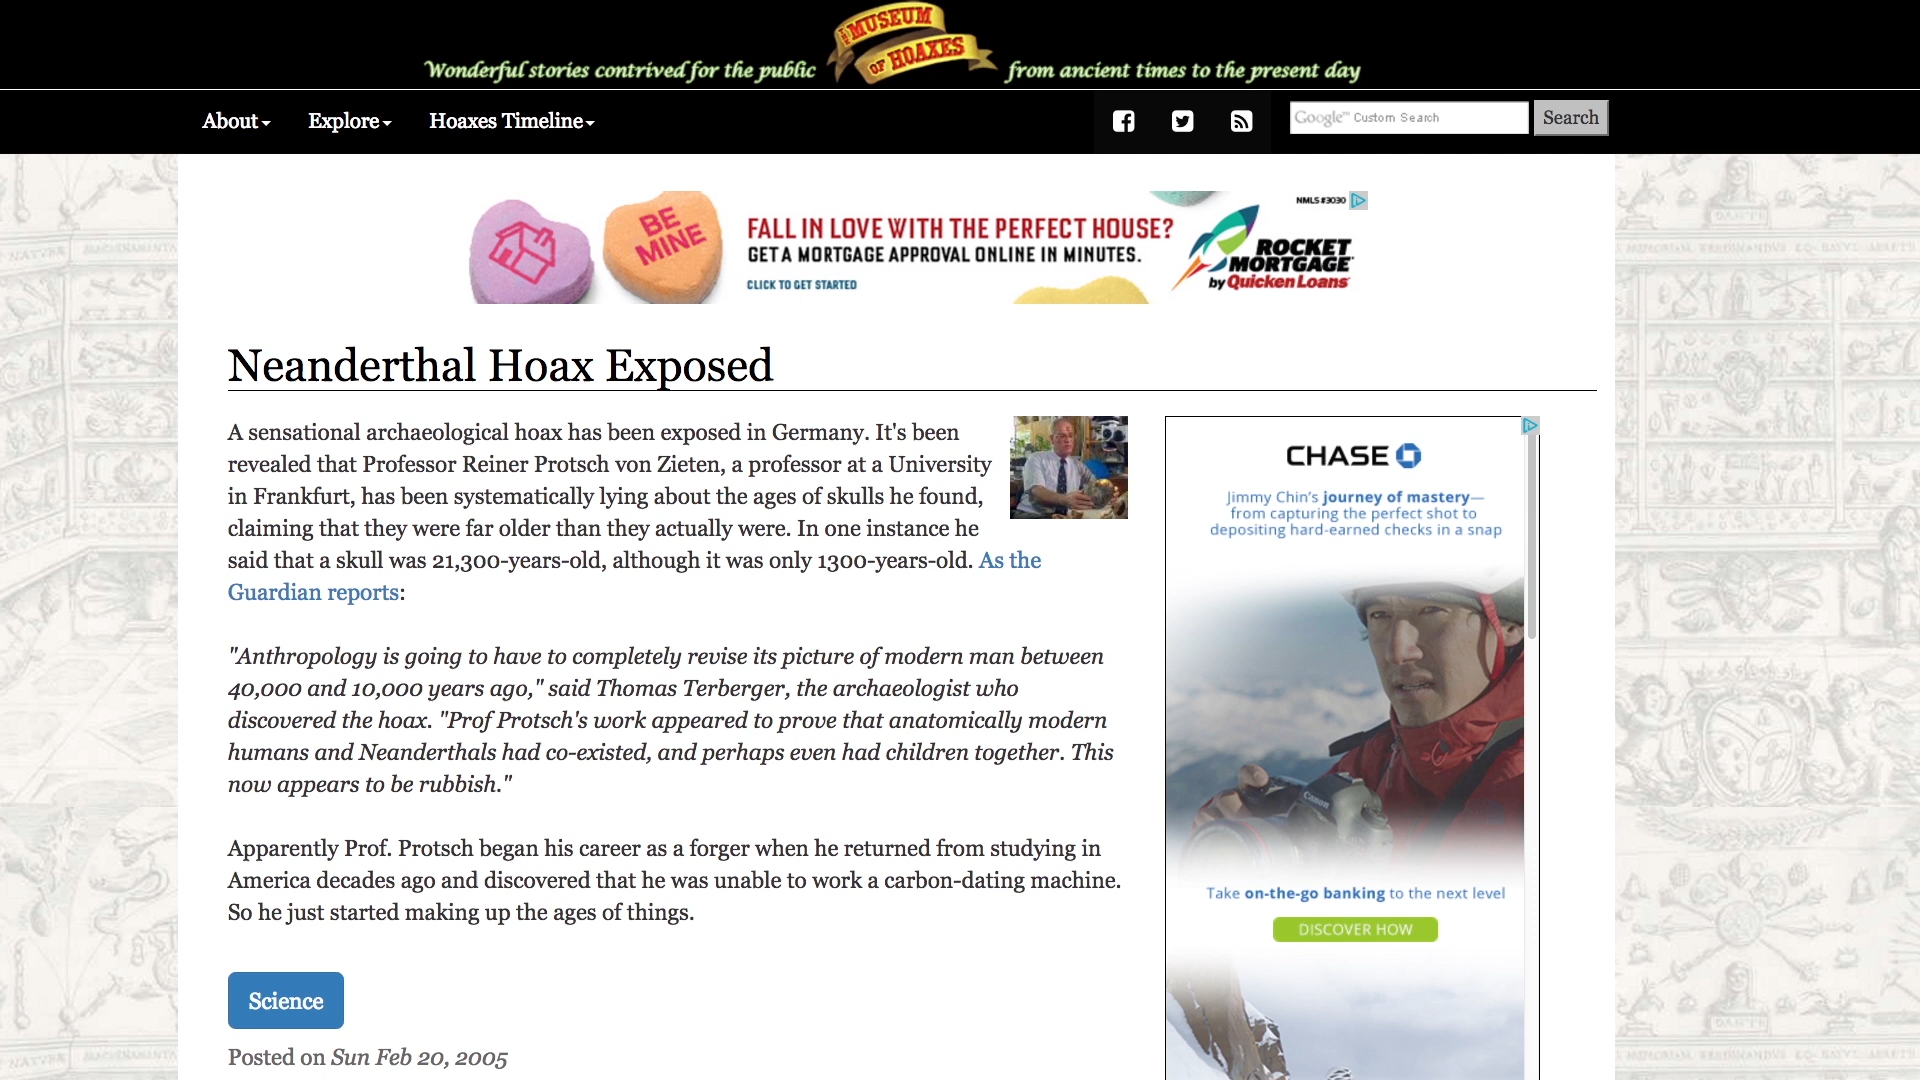 Wonderful stories contrived for the public
THE MUSEUM OF HOAXES
from ancient times to the present day
About
Explore
Hoaxes Timeline
Google™ Custom Search
Search
BE MINE
FALL IN LOVE WITH THE PERFECT HOUSE?
GET A MORTGAGE APPROVAL ONLINE IN MINUTES.
CLICK TO GET STARTED
NMLS #3030
ROCKET
MORTGAGE
by Quicken Loans
Neanderthal Hoax Exposed
A sensational archaeological hoax has been exposed in Germany. It's been
revealed that Professor Reiner Protsch von Zieten, a professor at a University
in Frankfurt, has been systematically lying about the ages of skulls he found,
claiming that they were far older than they actually were. In one instance he
said that a skull was 21,300-years-old, although it was only 1300-years-old. As the
Guardian reports:
"Anthropology is going to have to completely revise its picture of modern man between
40,000 and 10,000 years ago," said Thomas Terberger, the archaeologist who
discovered the hoax. "Prof Protsch's work appeared to prove that anatomically modern
humans and Neanderthals had co-existed, and perhaps even had children together. This
now appears to be rubbish."
Apparently Prof. Protsch began his career as a forger when he returned from studying in
America decades ago and discovered that he was unable to work a carbon-dating machine.
So he just started making up the ages of things.
Science
Posted on Sun Feb 20, 2005
CHASE
Jimmy Chin's journey of mastery—
from capturing the perfect shot to
depositing hard-earned checks in a snap
Canon
Take on-the-go banking to the next level
DISCOVER HOW